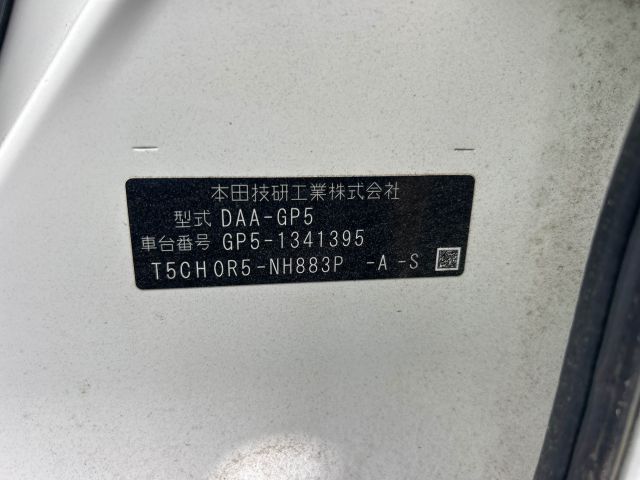 本田技研工業株式会社
型式 DAA-GP5
車台番号 GP5-1341395
T5CH0R5-NH883P -A -S